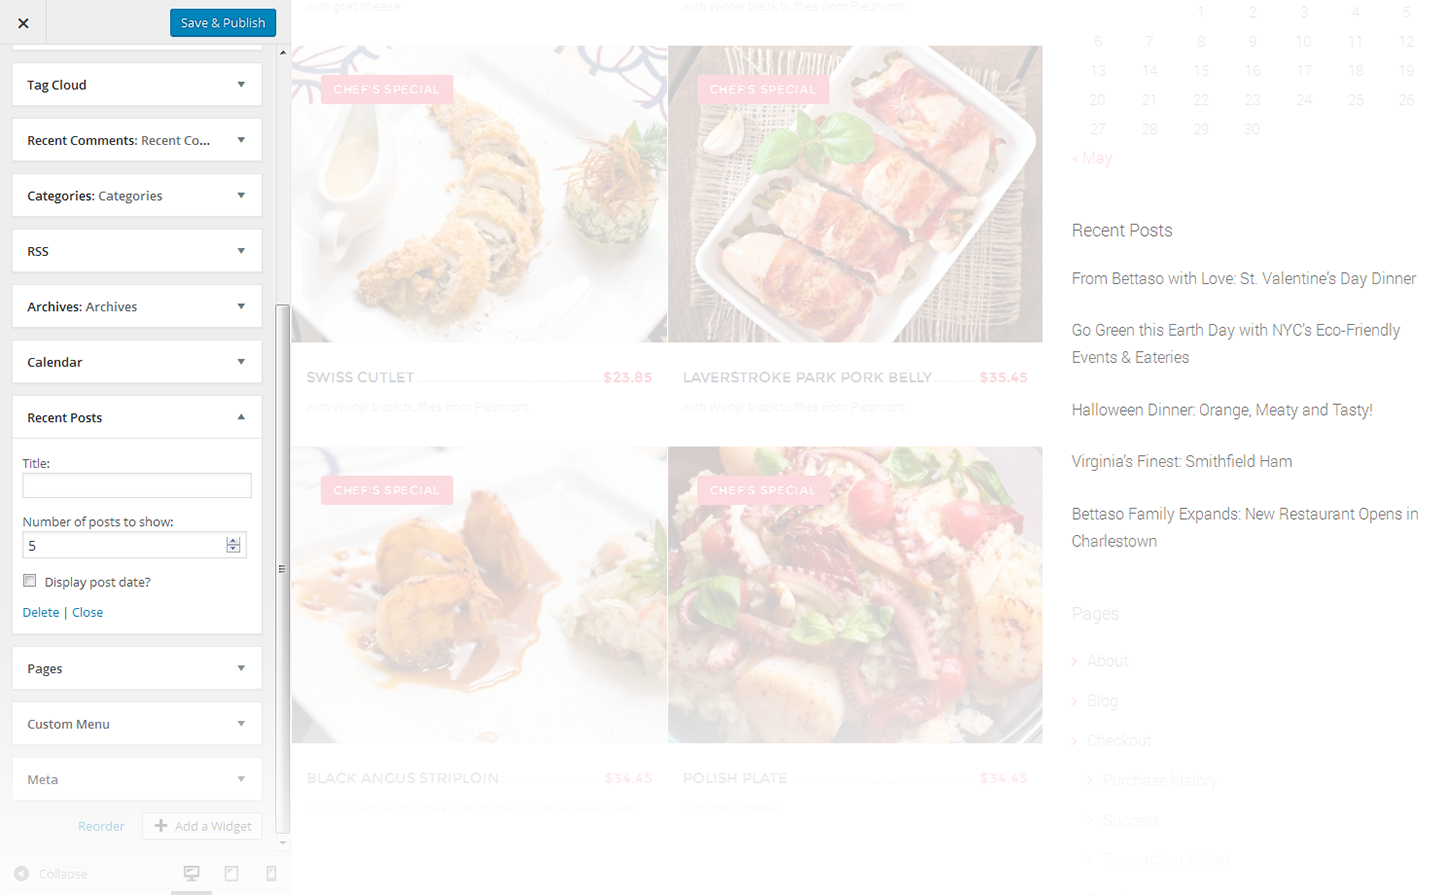 Save & Publish
Tag Cloud
Recent Comments: Recent Co...
Categories: Categories
RSS
Archives: Archives
Calendar
Recent Posts
Title:
Number of posts to show:
5
Display post date?
Delete | Close
Pages
Custom Menu
Meta
Reorder
Add a Widget
Collapse
with goat cheese
with Winter black truffles from Piedmont
CHEF'S SPECIAL
CHEF'S SPECIAL
SWISS CUTLET $23.85
with Winter black truffles from Piedmont
LAVERSTROKE PARK PORK BELLY $35.45
with Winter black truffles from Piedmont
CHEF'S SPECIAL
CHEF'S SPECIAL
BLACK ANGUS STRIPLOIN $34.45
POLISH PLATE $34.45
with goat cheese
1 2 3 4 5
6 7 8 9 10 11 12
13 14 15 16 17 18 19
20 21 22 23 24 25 26
27 28 29 30
« May
Recent Posts
From Bettaso with Love: St. Valentine's Day Dinner
Go Green this Earth Day with NYC's Eco-Friendly
Events & Eateries
Halloween Dinner: Orange, Meaty and Tasty!
Virginia's Finest: Smithfield Ham
Bettaso Family Expands: New Restaurant Opens in
Charlestown
Pages
About
Blog
Checkout
Purchase history
Success
Transaction Failed